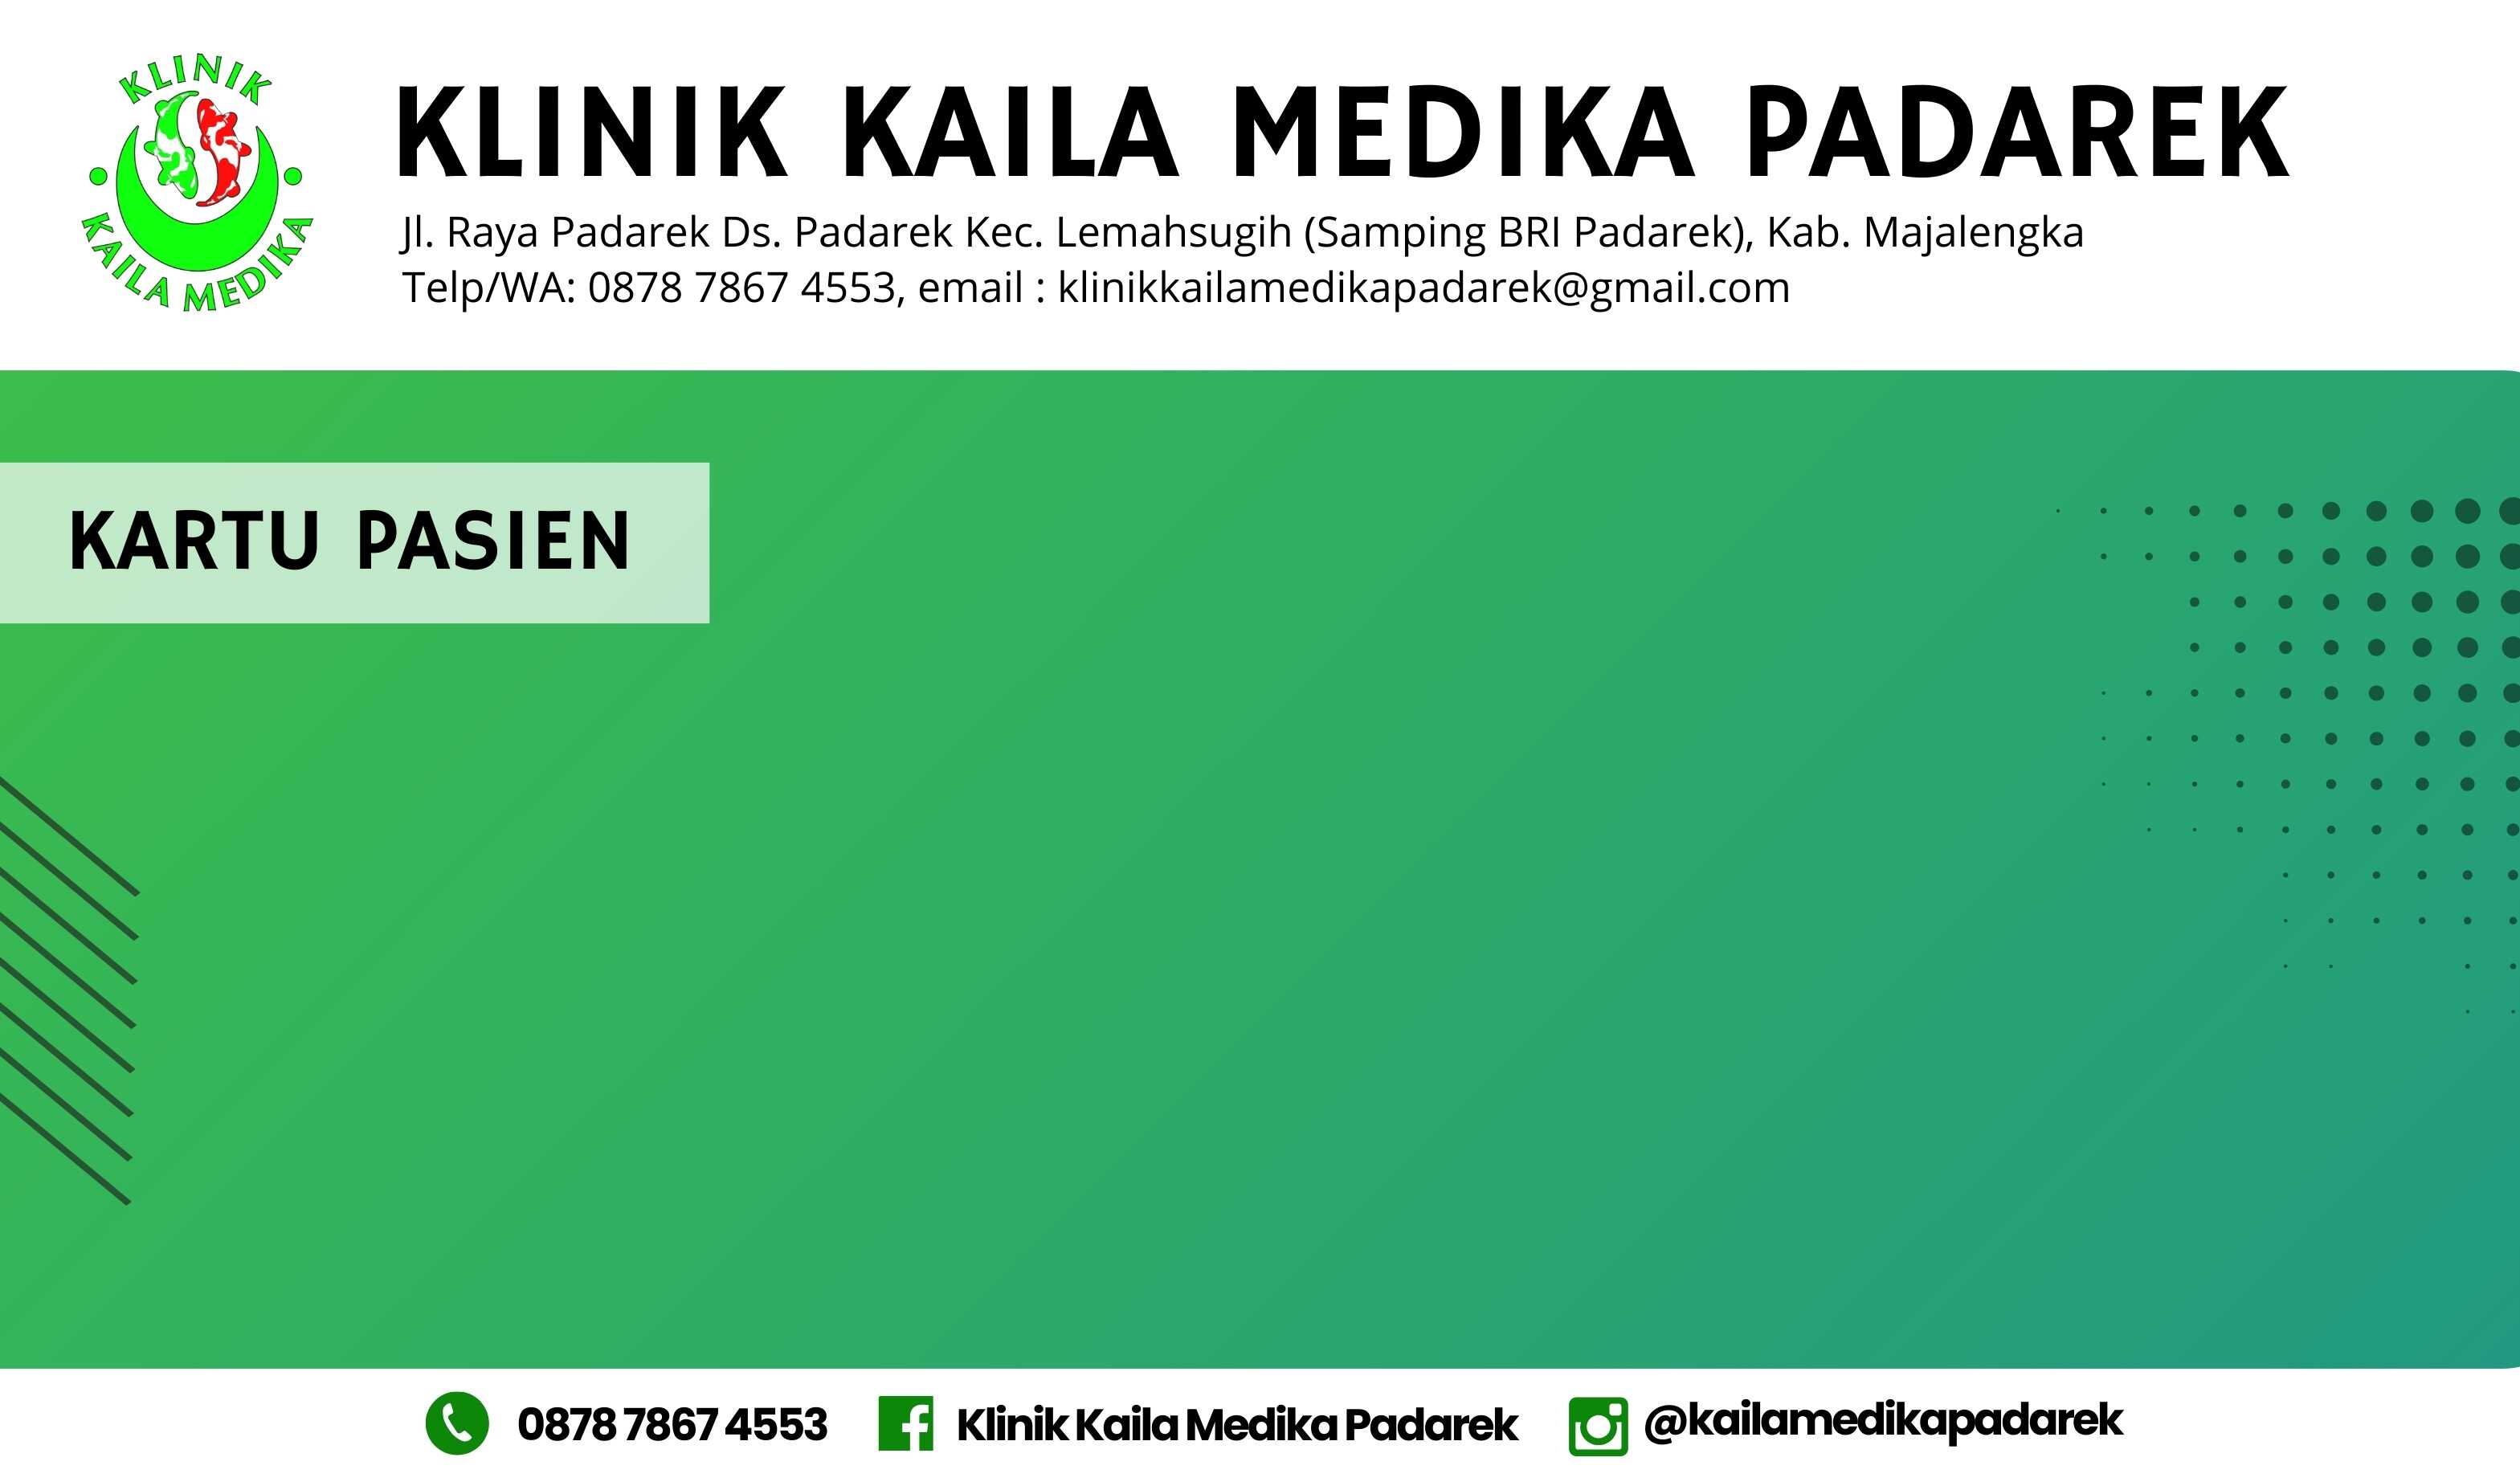 KLINIK
KAILA MEDIKA
KLINIK KAILA MEDIKA PADAREK
Jl. Raya Padarek Ds. Padarek Kec. Lemahsugih (Samping BRI Padarek), Kab. Majalengka
Telp/WA: 0878 7867 4553, email : klinikkailamedikapadarek@gmail.com
KARTU PASIEN
0878 7867 4553
Klinik Kaila Medika Padarek
@kailamedikapadarek